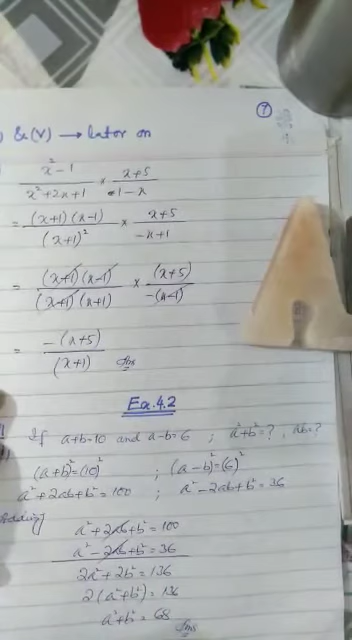 ⑦
) &(V) → later on
x²-1 / x²+2x+1 × x+5 / 1-x
= (x+1)(x-1) / (x+1)² × x+5 / -x+1
= (x+1)(x-1) / (x+1)(x+1) × (x+5) / -(x-1)
= -(x+5) / (x+1) Ans
Ex.4.2
If a+b=10 and a-b=6 ; a²+b²=? , ab=?
(a+b)²=(10)² ; (a-b)²=(6)²
a²+2ab+b²=100 ; a²-2ab+b²=36
Adding
a²+2ab+b²=100
a²-2ab+b²=36
2a²+2b²=136
2(a²+b²)=136
a²+b²=68 Ans